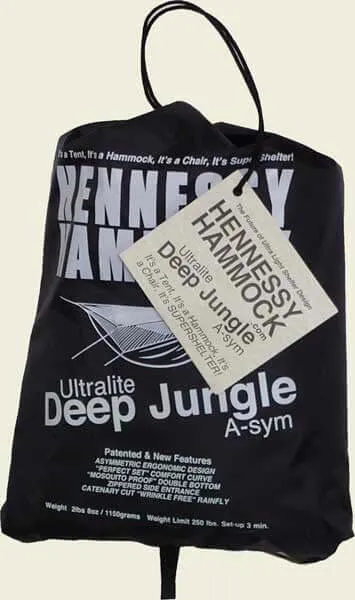 It's a Tent, It's a Hammock, it's a Chair, It's Supe Shelter!
HENNESSY
HAMM K
Ultralite
Deep Jungle
A-sym
Patented & New Features
ASYMMETRIC ERGONOMIC DESIGN
"PERFECT SET" COMFORT CURVE
"MOSQUITO PROOF" DOUBLE BOTTOM
ZIPPERED SIDE ENTRANCE
CATENARY CUT "WRINKLE FREE" RAINFLY
Weight 2lbs 8oz / 1150grams Weight Limit 250 lbs. Set-up 3 min.
The Future of Ultra Light Shelter Design
HENNESSY
HAMMOCK
.com
Ultralite
Deep Jungle
A-sym
It's a Tent, It's a Hammock, It's
a Chair, It's SUPERSHELTER!